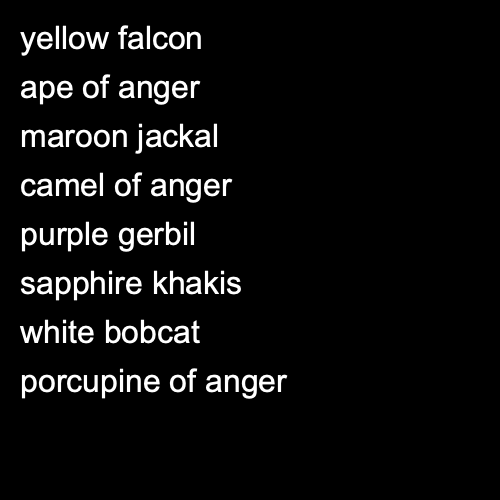 yellow falcon
ape of anger
maroon jackal
camel of anger
purple gerbil
sapphire khakis
white bobcat
porcupine of anger